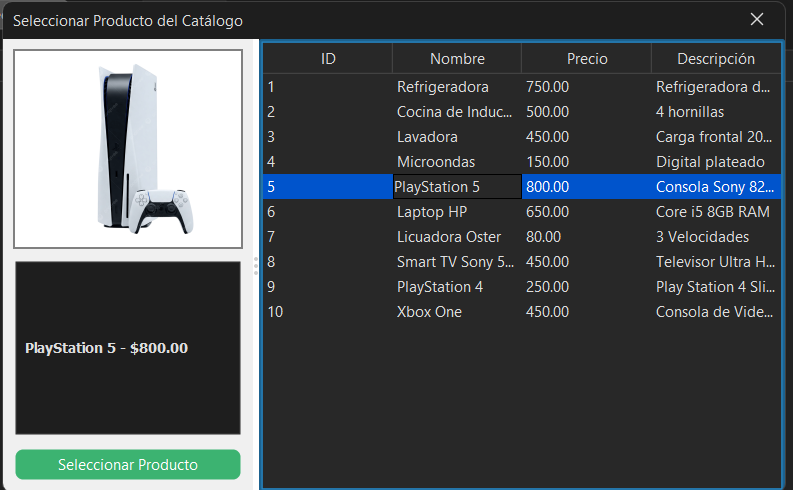 Seleccionar Producto del Catálogo
PlayStation 5 - $800.00
Seleccionar Producto
ID Nombre Precio Descripción
1 Refrigeradora 750.00 Refrigeradora d...
2 Cocina de Induc... 500.00 4 hornillas
3 Lavadora 450.00 Carga frontal 20...
4 Microondas 150.00 Digital plateado
5 PlayStation 5 800.00 Consola Sony 82...
6 Laptop HP 650.00 Core i5 8GB RAM
7 Licuadora Oster 80.00 3 Velocidades
8 Smart TV Sony 5... 450.00 Televisor Ultra H...
9 PlayStation 4 250.00 Play Station 4 Sli...
10 Xbox One 450.00 Consola de Vide...